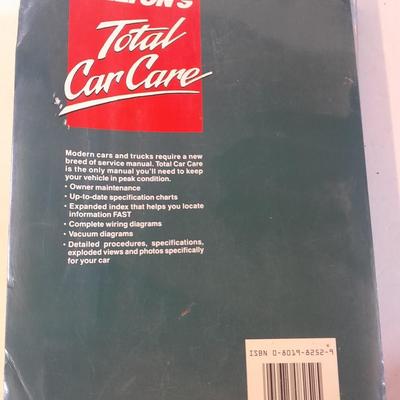 Total
Car Care
Modern cars and trucks require a new
breed of service manual. Total Car Care
is the only manual you'll need to keep
your vehicle in peak condition.
• Owner maintenance
• Up-to-date specification charts
• Expanded index that helps you locate
information FAST
• Complete wiring diagrams
• Vacuum diagrams
• Detailed procedures, specifications,
exploded views and photos specifically
for your car
ISBN 0-8019-8252-9